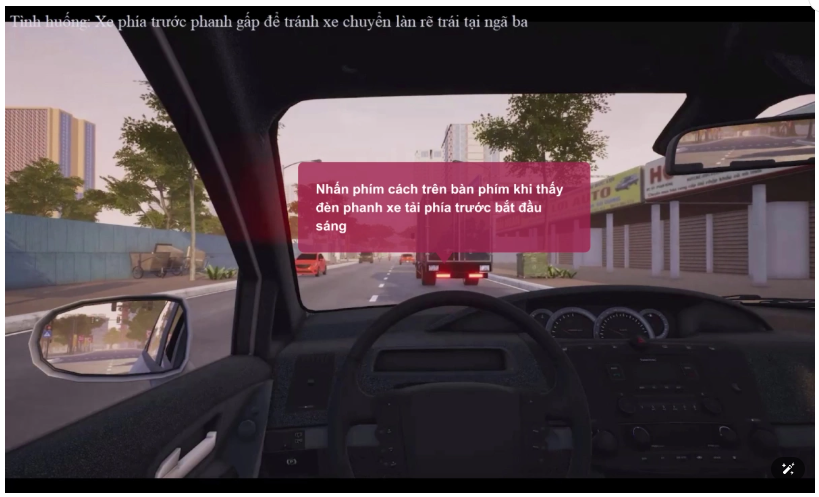 Tình huống: Xe phía trước phanh gấp để tránh xe chuyển làn rẽ trái tại ngã ba
Nhấn phím cách trên bàn phím khi thấy
đèn phanh xe tải phía trước bắt đầu
sáng